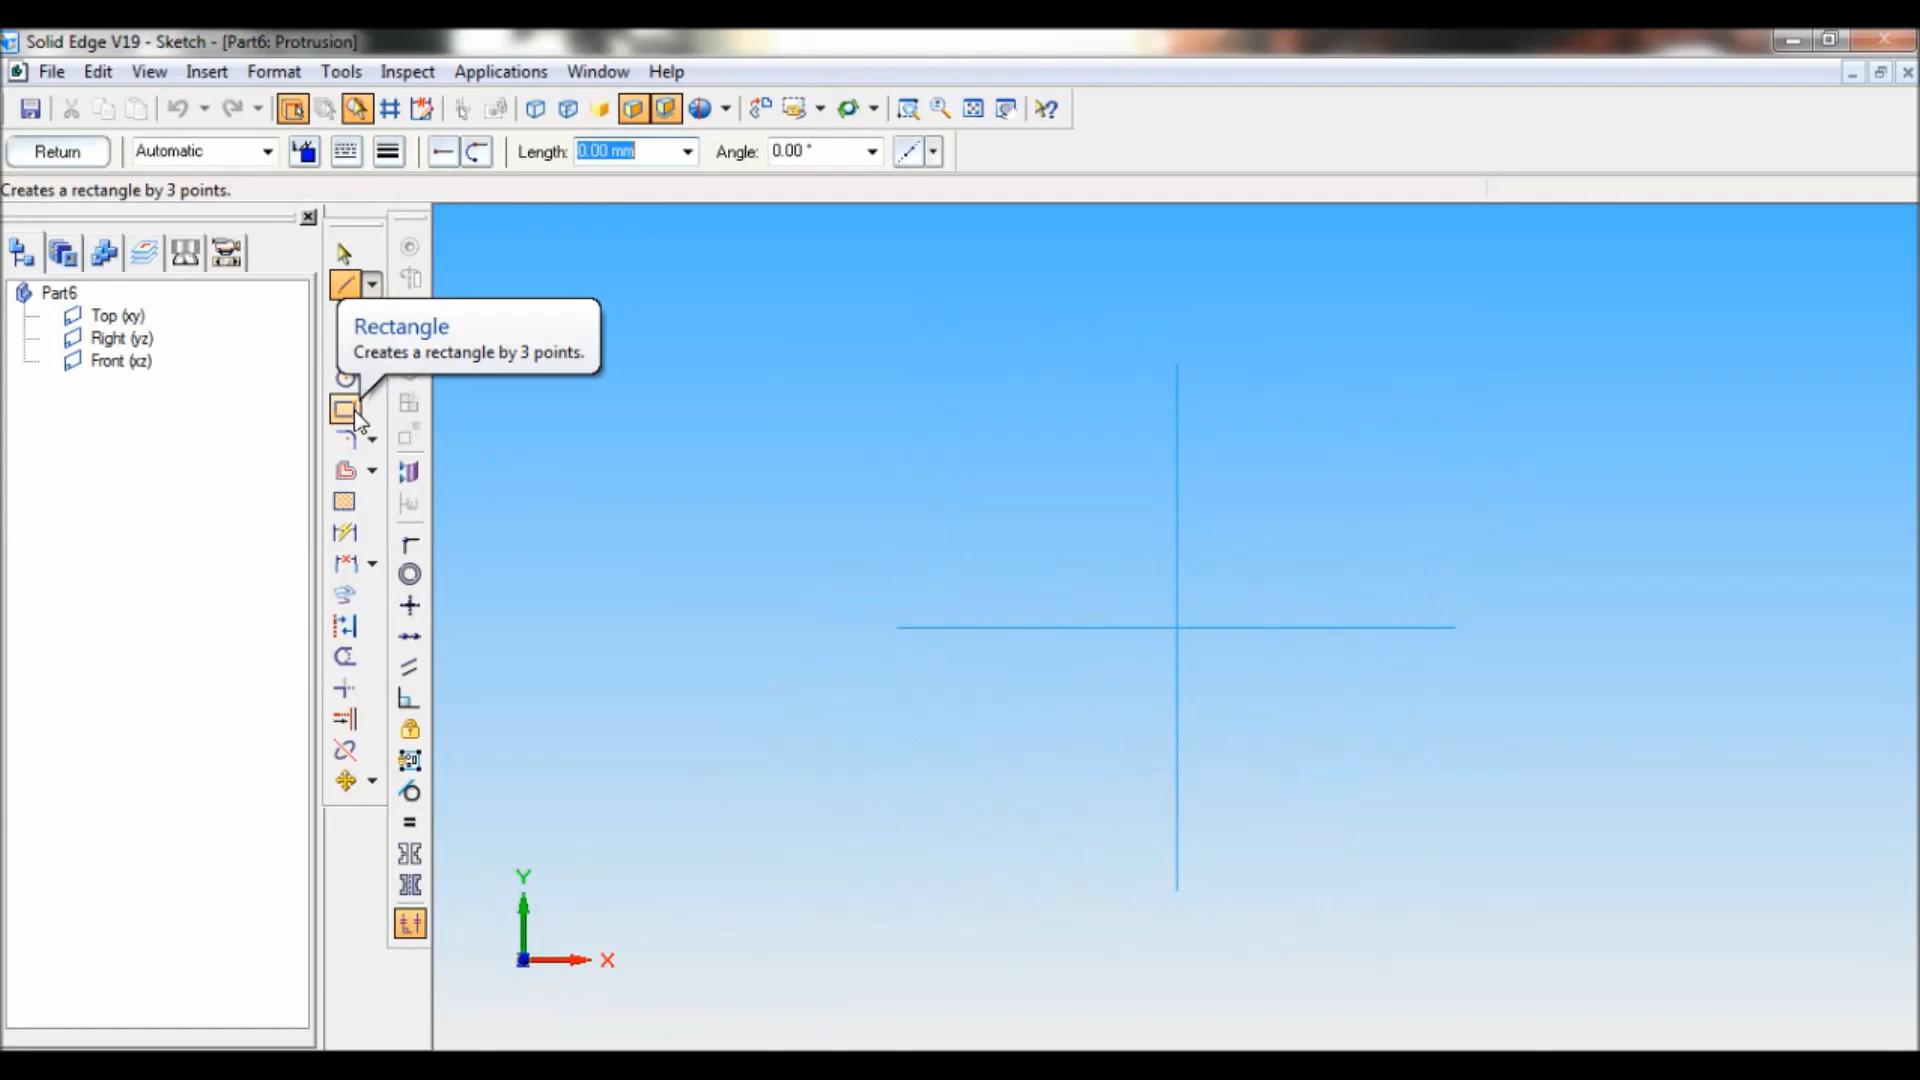 Solid Edge V19 - Sketch - [Part6: Protrusion]
File Edit View Insert Format Tools Inspect Applications Window Help
Return Automatic Length: 0.00 mm Angle: 0.00 °
Creates a rectangle by 3 points.
Part6
Top (xy)
Right (yz)
Front (xz)
Rectangle
Creates a rectangle by 3 points.
Y
X